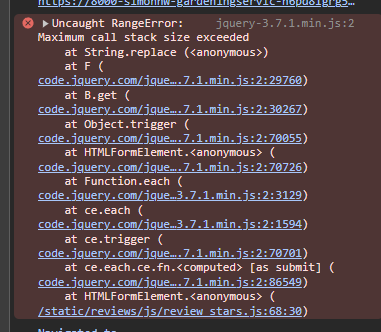 https://8000-simonhw-gardeningservic-n6pd8igrg5…
Uncaught RangeError: jquery-3.7.1.min.js:2
Maximum call stack size exceeded
at String.replace (<anonymous>)
at F (
code.jquery.com/jque….7.1.min.js:2:29760)
at B.get (
code.jquery.com/jque….7.1.min.js:2:30267)
at Object.trigger (
code.jquery.com/jque….7.1.min.js:2:70055)
at HTMLFormElement.<anonymous> (
code.jquery.com/jque….7.1.min.js:2:70726)
at Function.each (
code.jquery.com/jque…3.7.1.min.js:2:3129)
at ce.each (
code.jquery.com/jque…3.7.1.min.js:2:1594)
at ce.trigger (
code.jquery.com/jque….7.1.min.js:2:70701)
at ce.each.ce.fn.<computed> [as submit] (
code.jquery.com/jque….7.1.min.js:2:86549)
at HTMLFormElement.<anonymous> (
/static/reviews/js/review_stars.js:68:30)
Navigated to